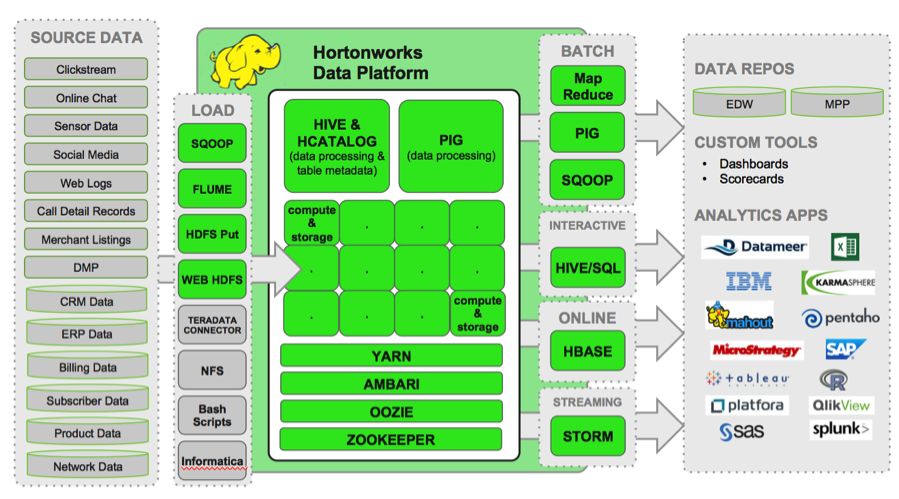 SOURCE DATA
Clickstream
Online Chat
Sensor Data
Social Media
Web Logs
Call Detail Records
Merchant Listings
DMP
CRM Data
ERP Data
Billing Data
Subscriber Data
Product Data
Network Data
LOAD
SQOOP
FLUME
HDFS Put
WEB HDFS
TERADATA
CONNECTOR
NFS
Bash
Scripts
Informatica
Hortonworks
Data Platform
HIVE &
HCATALOG
(data processing &
table metadata)
PIG
(data processing)
compute
&
storage
compute
&
storage
YARN
AMBARI
OOZIE
ZOOKEEPER
BATCH
Map
Reduce
PIG
SQOOP
INTERACTIVE
HIVE/SQL
ONLINE
HBASE
STREAMING
STORM
DATA REPOS
EDW
MPP
CUSTOM TOOLS
• Dashboards
• Scorecards
ANALYTICS APPS
Datameer
X
IBM
KARMASPHERE
mahout
pentaho
MicroStrategy
SAP
+ableau
R
platfora
QlikView
sas
splunk>